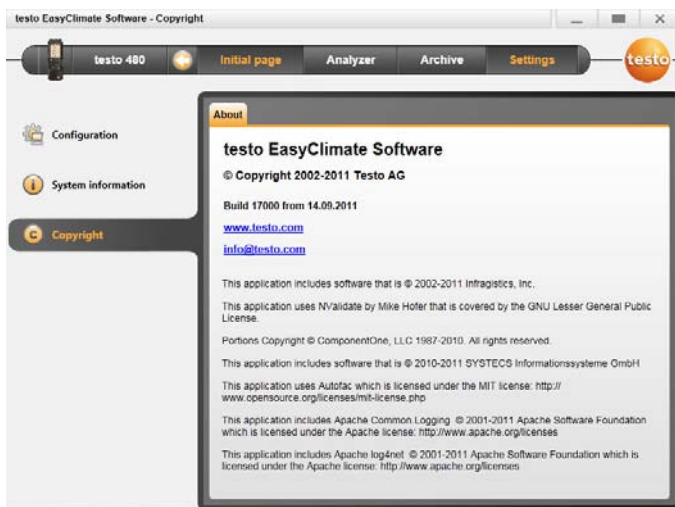 testo EasyClimate Software - Copyright
testo 480
Initial page
Analyzer
Archive
Settings
testo
Configuration
System information
Copyright
About
testo EasyClimate Software
© Copyright 2002-2011 Testo AG
Build 17000 from 14.09.2011
www.testo.com
info@testo.com
This application includes software that is © 2002-2011 Infragistics, Inc.
This application uses NValidate by Mike Hofer that is covered by the GNU Lesser General Public
License.
Portions Copyright © ComponentOne, LLC 1987-2010. All rights reserved.
This application includes software that is © 2010-2011 SYSTECS Informationssysteme GmbH
This application uses Autofac which is licensed under the MIT license: http://
www.opensource.org/licenses/mit-license.php
This application includes Apache Common.Logging © 2001-2011 Apache Software Foundation
which is licensed under the Apache license: http://www.apache.org/licenses
This application includes Apache log4net © 2001-2011 Apache Software Foundation which is
licensed under the Apache license: http://www.apache.org/licenses